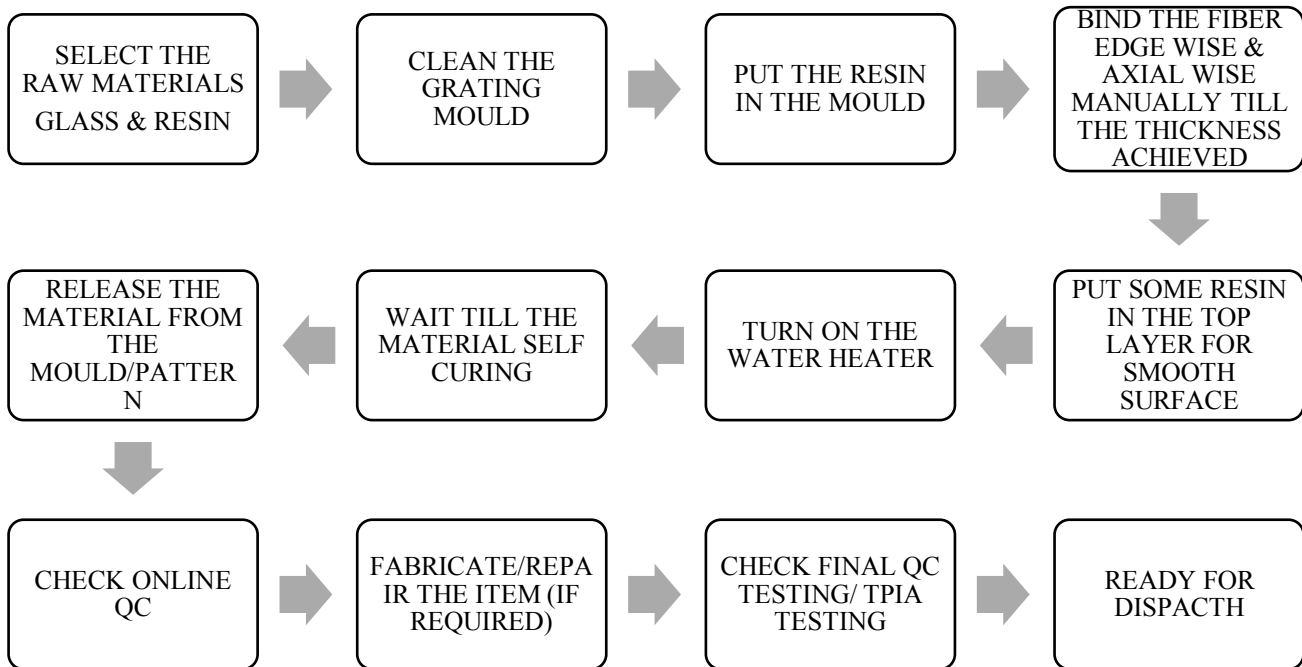 SELECT THE
RAW MATERIALS
GLASS & RESIN
CLEAN THE
GRATING
MOULD
PUT THE RESIN
IN THE MOULD
BIND THE FIBER
EDGE WISE &
AXIAL WISE
MANUALLY TILL
THE THICKNESS
ACHIEVED
PUT SOME RESIN
IN THE TOP
LAYER FOR
SMOOTH
SURFACE
TURN ON THE
WATER HEATER
WAIT TILL THE
MATERIAL SELF
CURING
RELEASE THE
MATERIAL FROM
THE
MOULD/PATTER
N
CHECK ONLINE
QC
FABRICATE/REPA
IR THE ITEM (IF
REQUIRED)
CHECK FINAL QC
TESTING/ TPIA
TESTING
READY FOR
DISPACTH